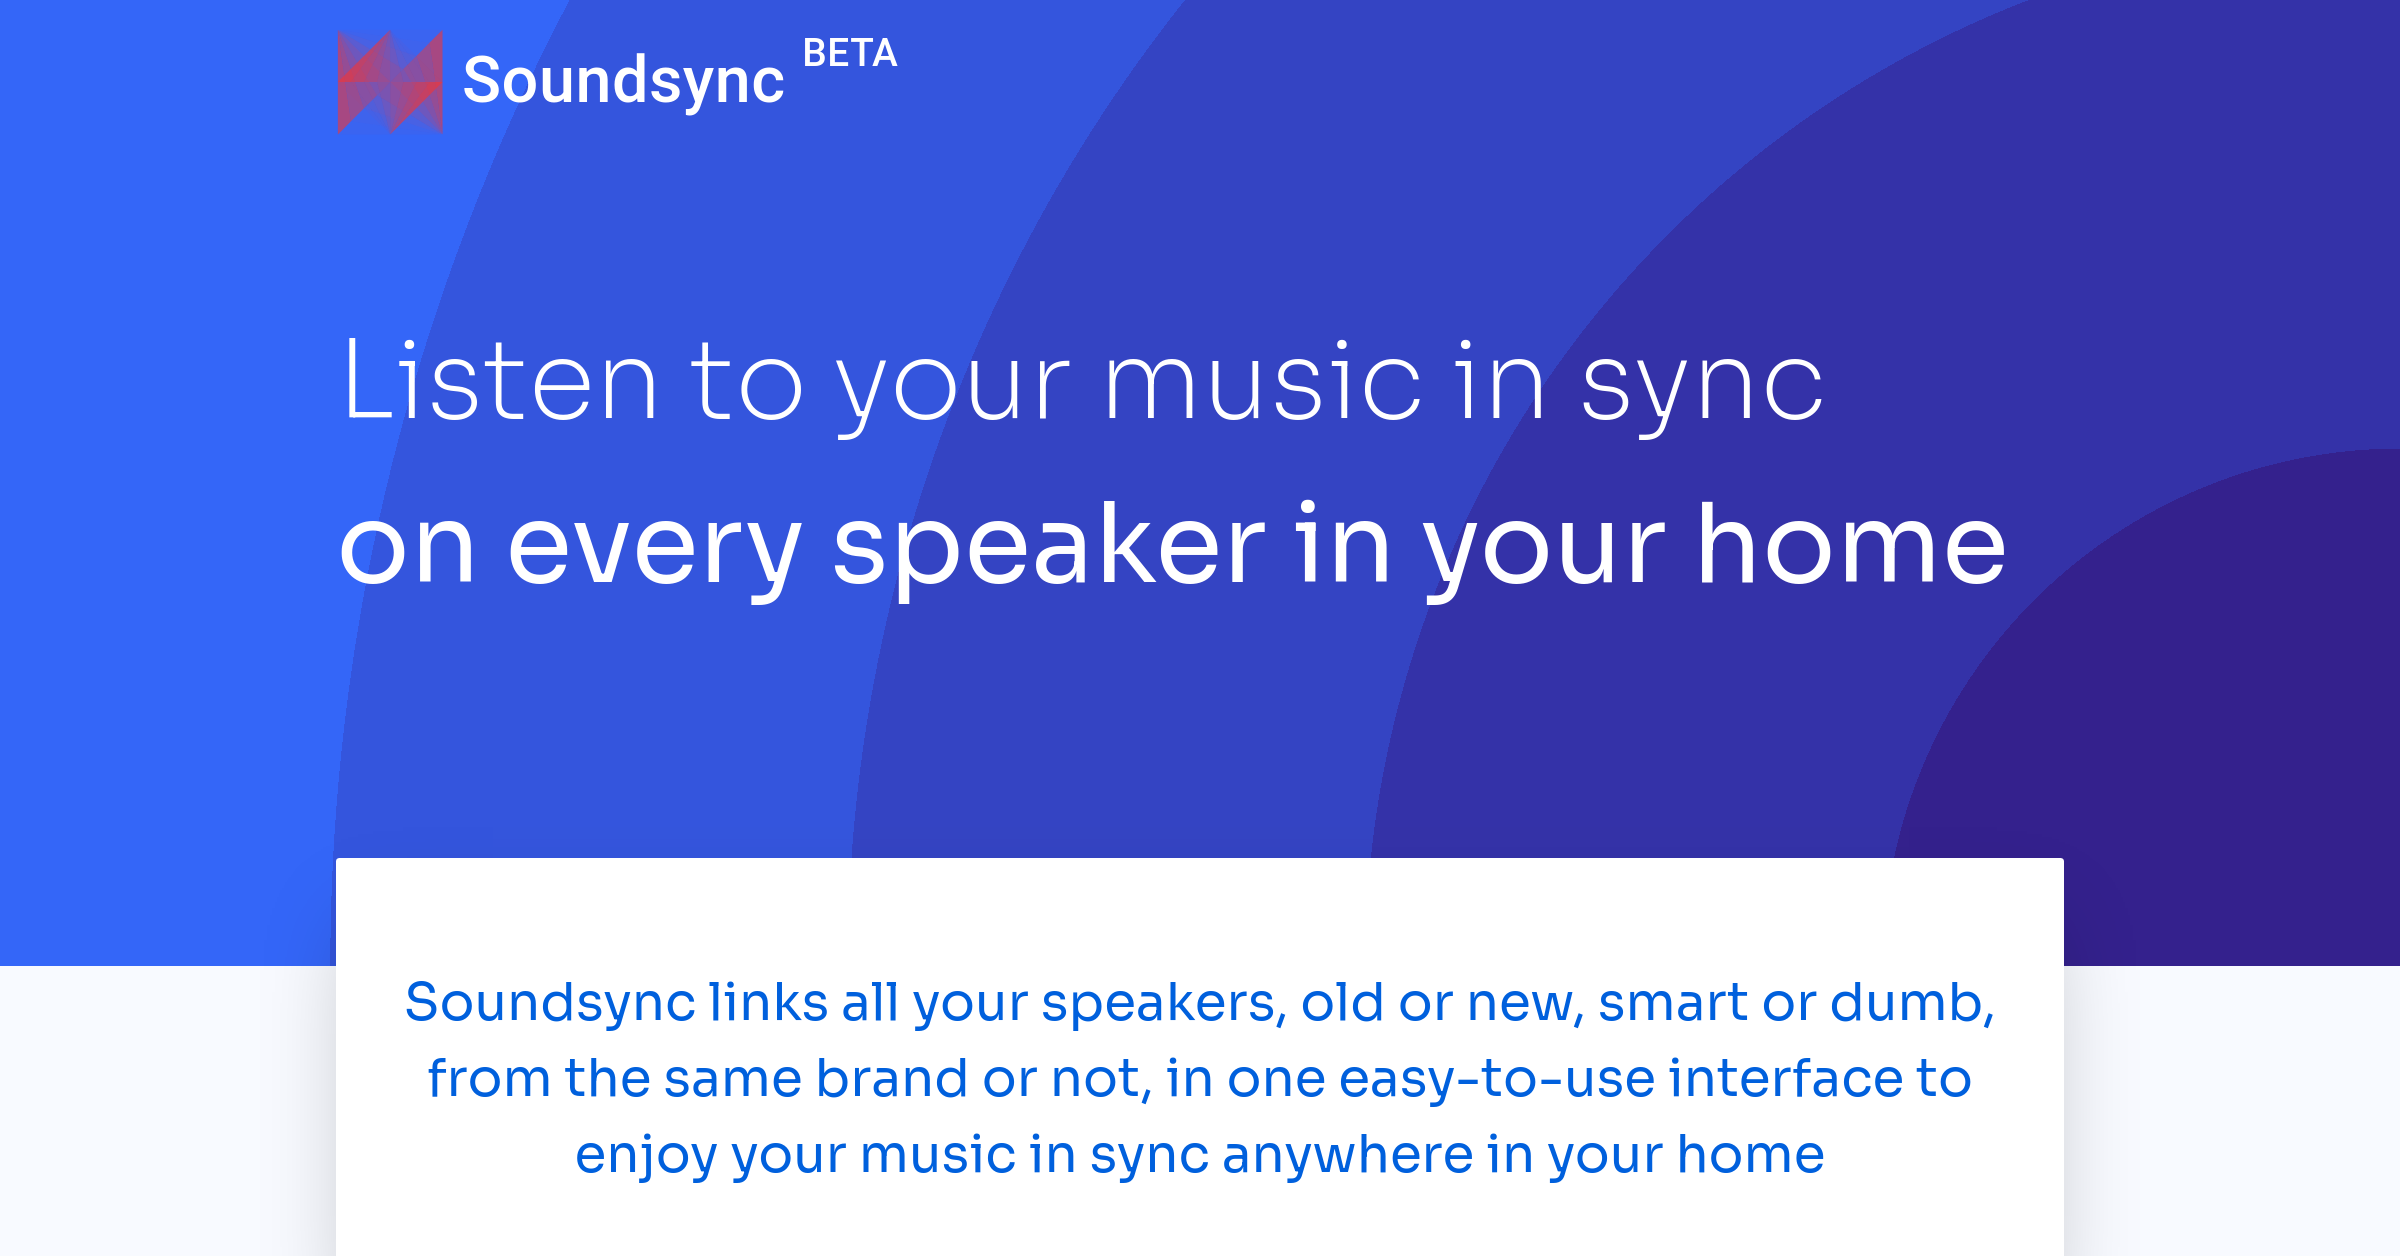 Soundsync BETA
Listen to your music in sync
on every speaker in your home
Soundsync links all your speakers, old or new, smart or dumb,
from the same brand or not, in one easy-to-use interface to
enjoy your music in sync anywhere in your home